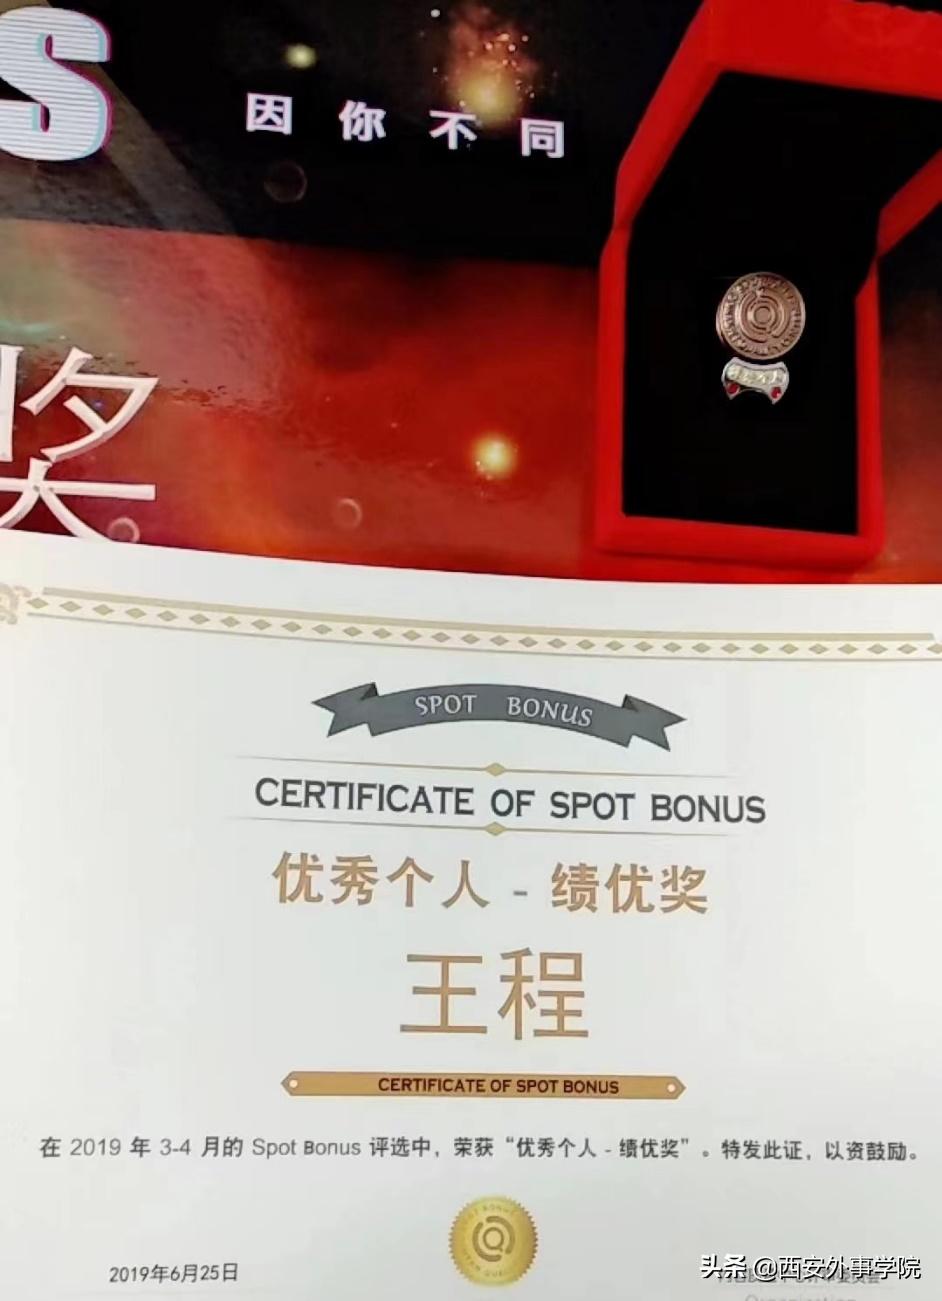 S
因你不同
奖
SPOT BONUS
CERTIFICATE OF SPOT BONUS
优秀个人 - 绩优奖
王程
CERTIFICATE OF SPOT BONUS
在 2019 年 3-4 月的 Spot Bonus 评选中，荣获“优秀个人 - 绩优奖”。特发此证，以资鼓励。
2019年6月25日
头条 @西安外事学院